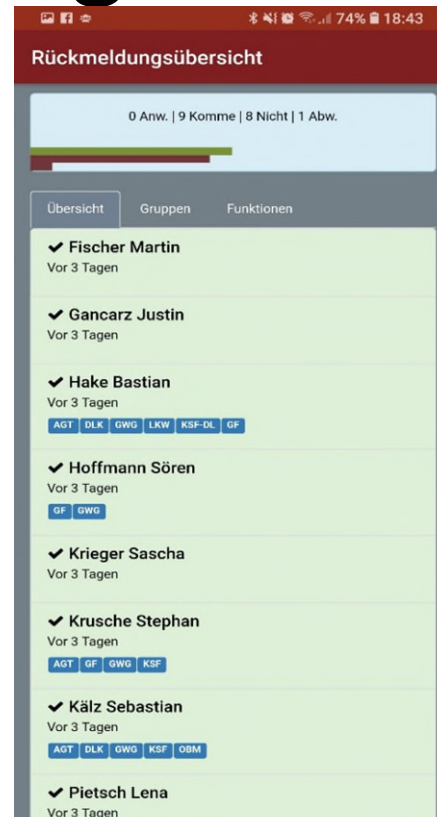 74% 18:43
Rückmeldungsübersicht
0 Anw. | 9 Komme | 8 Nicht | 1 Abw.
Übersicht Gruppen Funktionen
Fischer Martin
Vor 3 Tagen
Gancarz Justin
Vor 3 Tagen
Hake Bastian
Vor 3 Tagen
AGT DLK GWG LKW KSF-DL GF
Hoffmann Sören
Vor 3 Tagen
GF GWG
Krieger Sascha
Vor 3 Tagen
Krusche Stephan
Vor 3 Tagen
AGT GF GWG KSF
Kälz Sebastian
Vor 3 Tagen
AGT DLK GWG KSF OBM
Pietsch Lena
Vor 3 Tagen